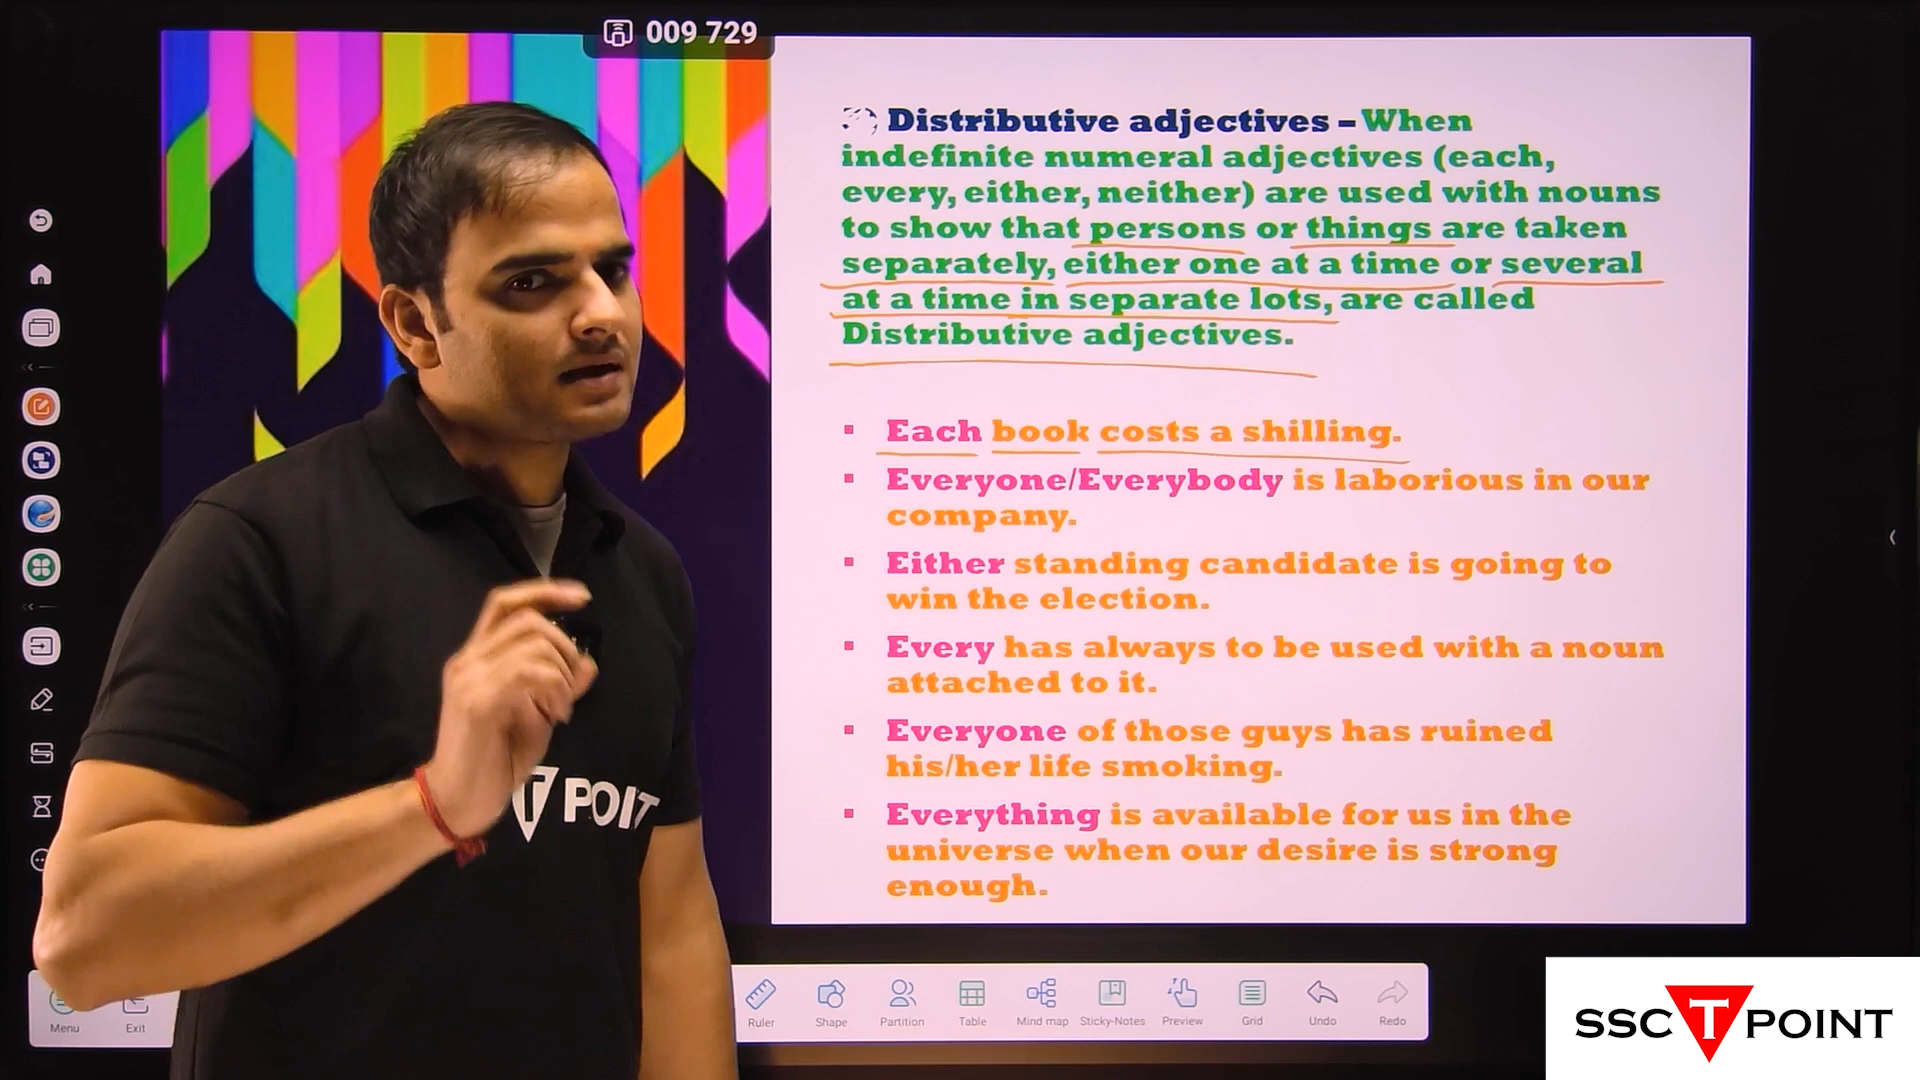 009 729
Distributive adjectives – When
indefinite numeral adjectives (each,
every, either, neither) are used with nouns
to show that persons or things are taken
separately, either one at a time or several
at a time in separate lots, are called
Distributive adjectives.
▪ Each book costs a shilling.
▪ Everyone/Everybody is laborious in our
company.
▪ Either standing candidate is going to
win the election.
▪ Every has always to be used with a noun
attached to it.
▪ Everyone of those guys has ruined
his/her life smoking.
▪ Everything is available for us in the
universe when our desire is strong
enough.
T POINT
Menu Exit Ruler Shape Partition Table Mind map Sticky-Notes Preview Grid Undo Redo
SSC T POINT